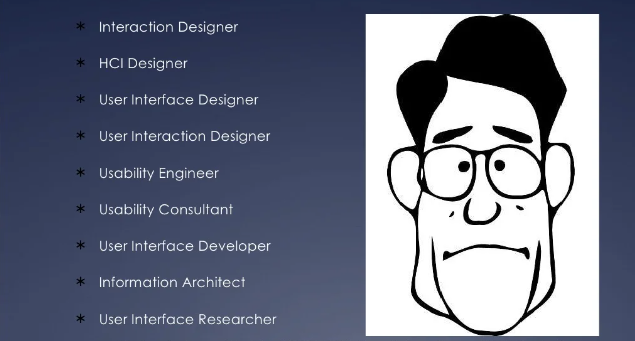 * Interaction Designer
* HCI Designer
* User Interface Designer
* User Interaction Designer
* Usability Engineer
* Usability Consultant
* User Interface Developer
* Information Architect
* User Interface Researcher